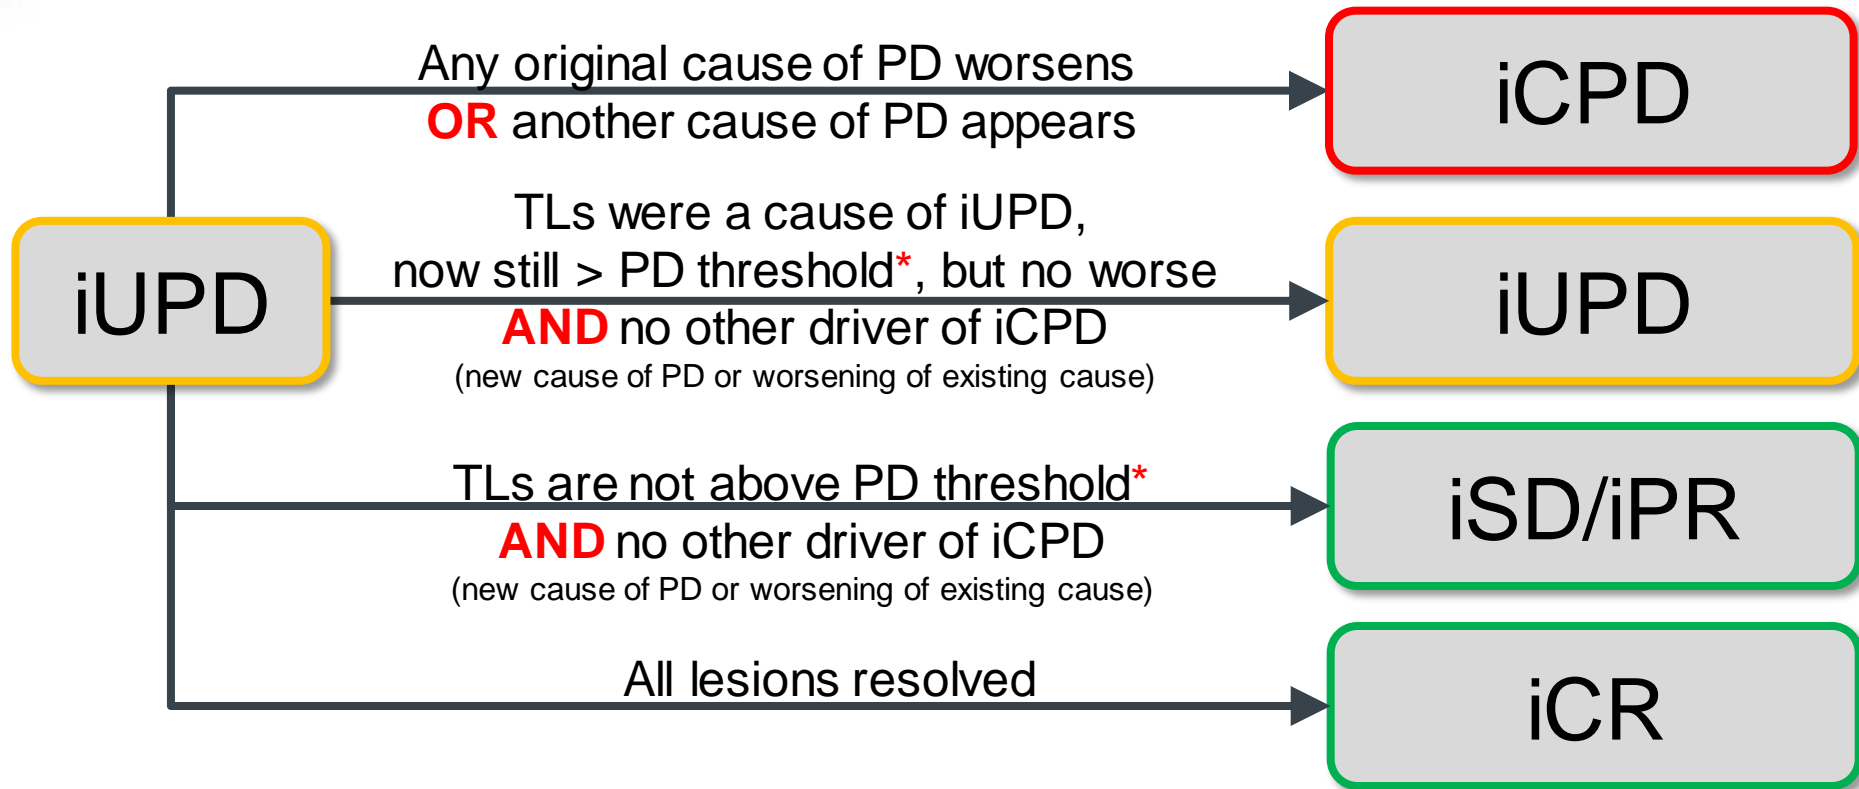 Any original cause of PD worsens
OR another cause of PD appears
iCPD
iUPD
TLs were a cause of iUPD,
now still > PD threshold*, but no worse
AND no other driver of iCPD
(new cause of PD or worsening of existing cause)
iUPD
TLs are not above PD threshold*
AND no other driver of iCPD
(new cause of PD or worsening of existing cause)
iSD/iPR
All lesions resolved
iCR